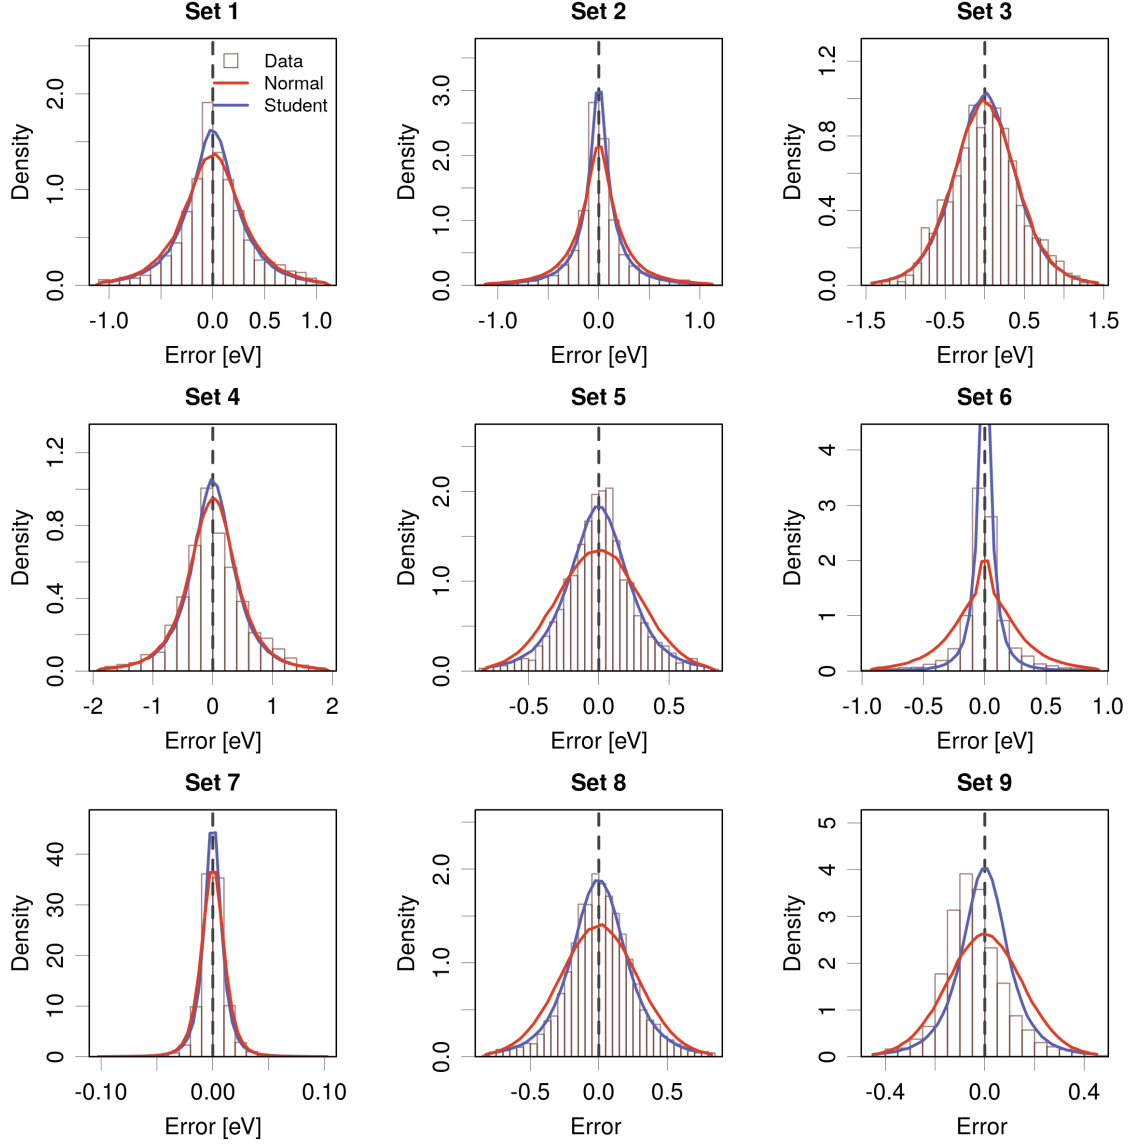 Set 1
Density
0.0
1.0
2.0
-1.0
0.0
0.5
1.0
Error [eV]
Data
Normal
Student
Set 2
Density
0.0
1.0
2.0
3.0
-1.0
0.0
1.0
Error [eV]
Set 3
Density
0.0
0.4
0.8
1.2
-1.5
-0.5
0.5
1.5
Error [eV]
Set 4
Density
0.0
0.4
0.8
1.2
-2
-1
0
1
2
Error [eV]
Set 5
Density
0.0
1.0
2.0
-0.5
0.0
0.5
Error [eV]
Set 6
Density
0
1
2
3
4
-1.0
-0.5
0.0
0.5
1.0
Error [eV]
Set 7
Density
0
10
20
30
40
-0.10
0.00
0.10
Error [eV]
Set 8
Density
0.0
1.0
2.0
-0.5
0.0
0.5
Error
Set 9
Density
0
1
2
3
4
5
-0.4
0.0
0.4
Error